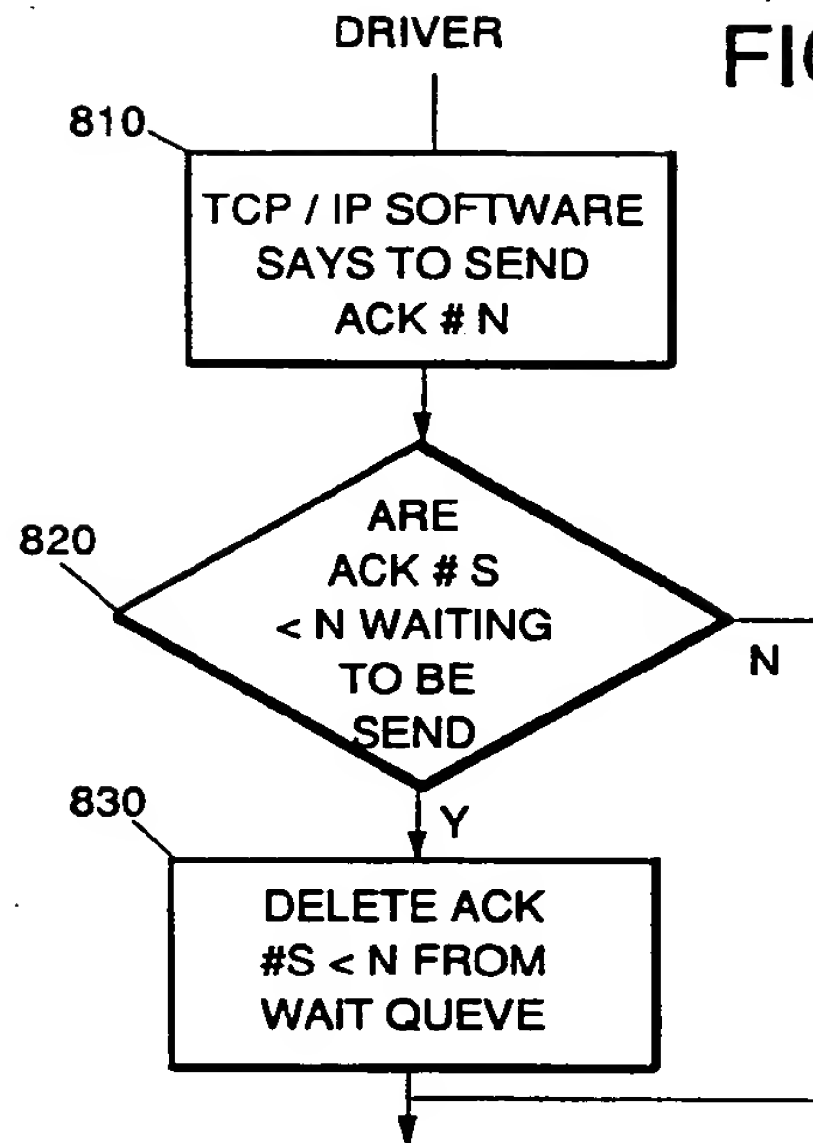 DRIVER
FIG
810
TCP / IP SOFTWARE
SAYS TO SEND
ACK # N
820
ARE
ACK # S
< N WAITING
TO BE
SEND
N
830
Y
DELETE ACK
#S < N FROM
WAIT QUEVE